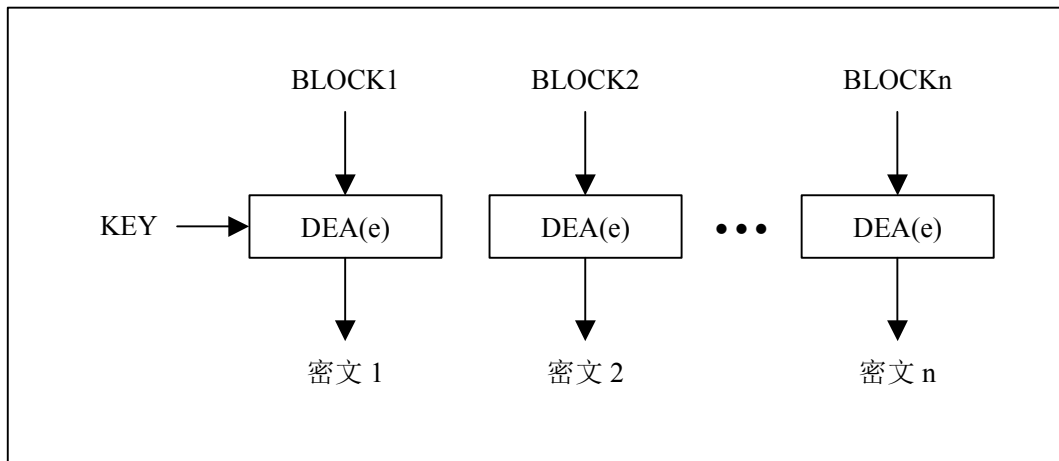 BLOCK1 BLOCK2 BLOCKn
KEY DEA(e) DEA(e) ••• DEA(e)
密文 1 密文 2 密文 n